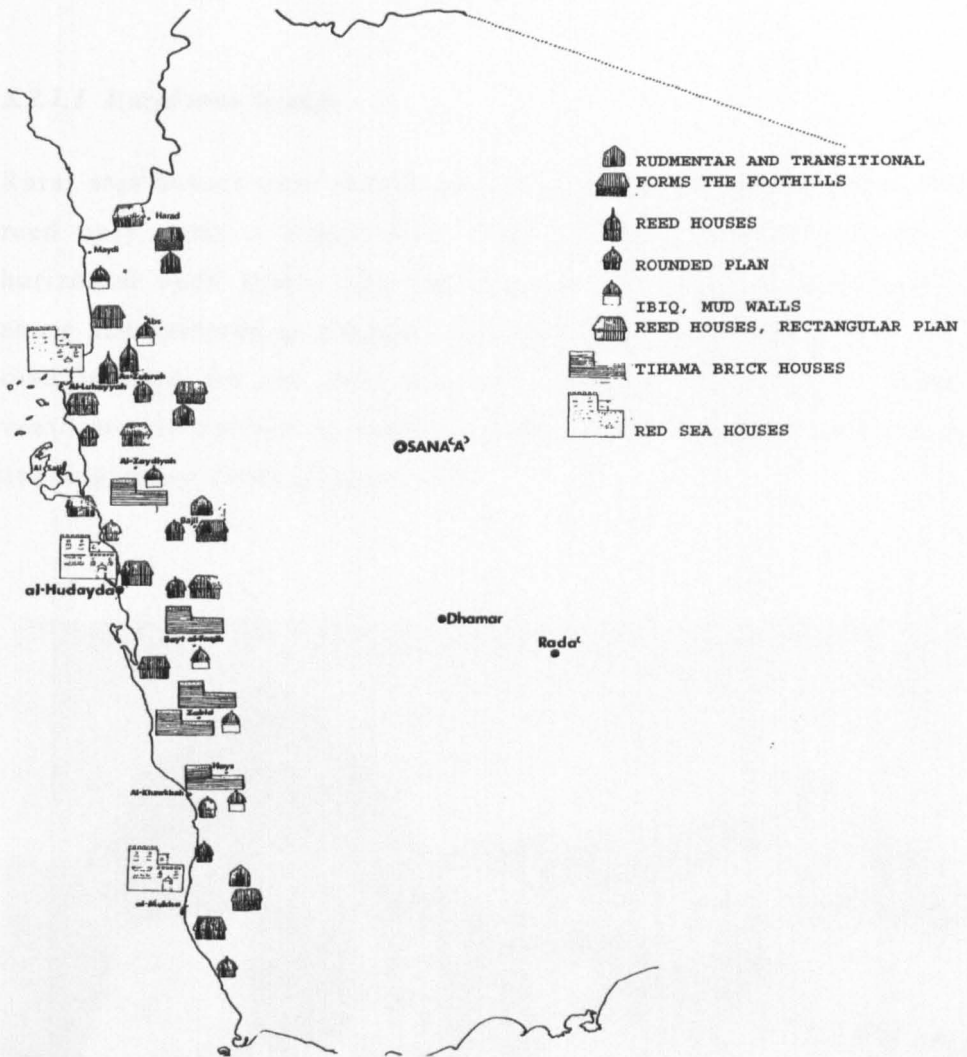 RUDMENTAR AND TRANSITIONAL
FORMS THE FOOTHILLS
REED HOUSES
ROUNDED PLAN
IBIQ, MUD WALLS
REED HOUSES, RECTANGULAR PLAN
TIHAMA BRICK HOUSES
RED SEA HOUSES
Harad
Maydi
Al-Luhayyah
OSANAʿAʾ
Al-Zaydiyah
Bajil
al-Hudayda
Dhamar
Radaʿ
Bayt al-Faqih
Zabid
Hays
Al-Khawkhah
al-Mukha